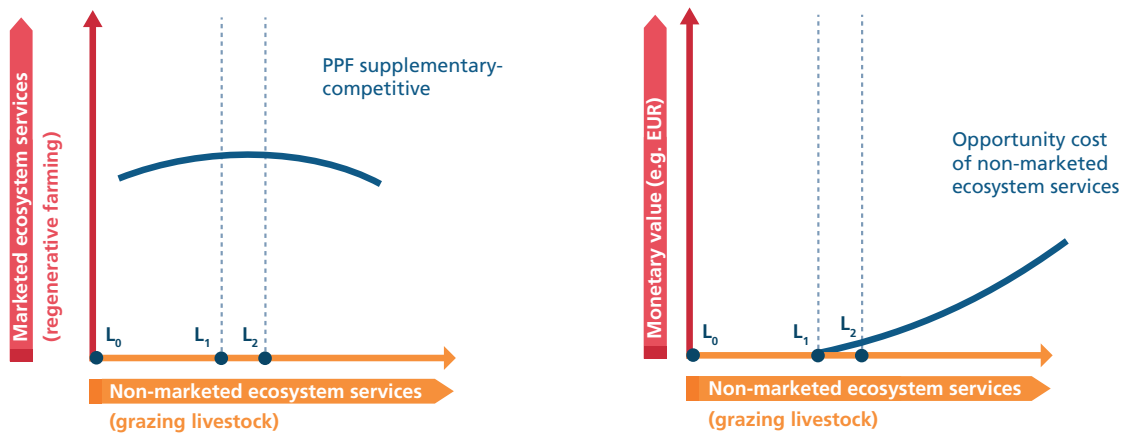 Marketed ecosystem services
(regenerative farming)
PPF supplementary-
competitive
L0
L1
L2
Non-marketed ecosystem services
(grazing livestock)
Monetary value (e.g. EUR)
Opportunity cost
of non-marketed
ecosystem services
L0
L1
L2
Non-marketed ecosystem services
(grazing livestock)